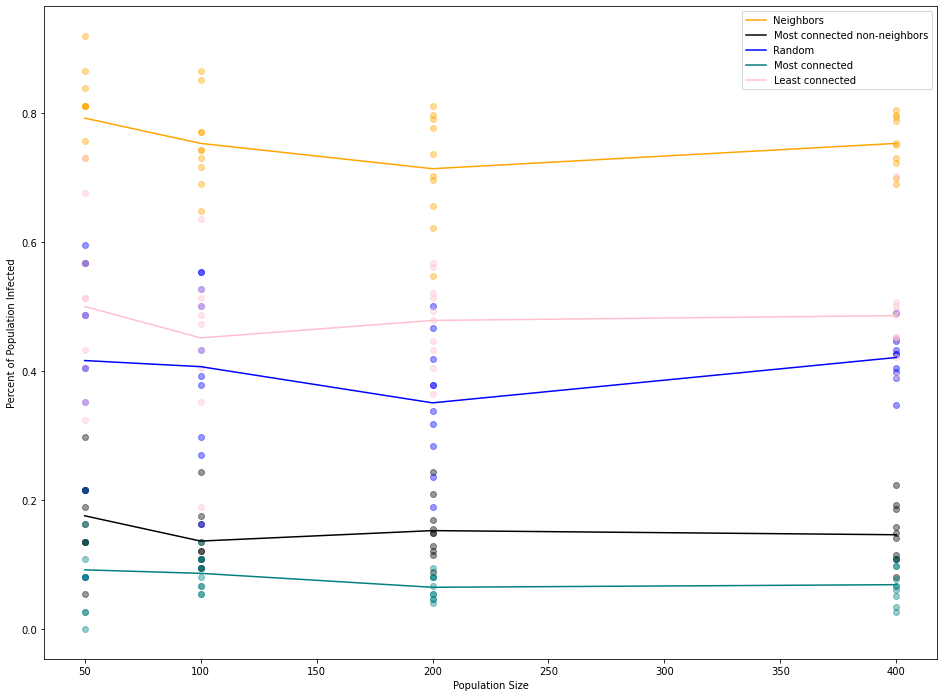 Neighbors
Most connected non-neighbors
Random
Most connected
Least connected
Percent of Population Infected
0.8
0.6
0.4
0.2
0.0
50
100
150
200
250
300
350
400
Population Size